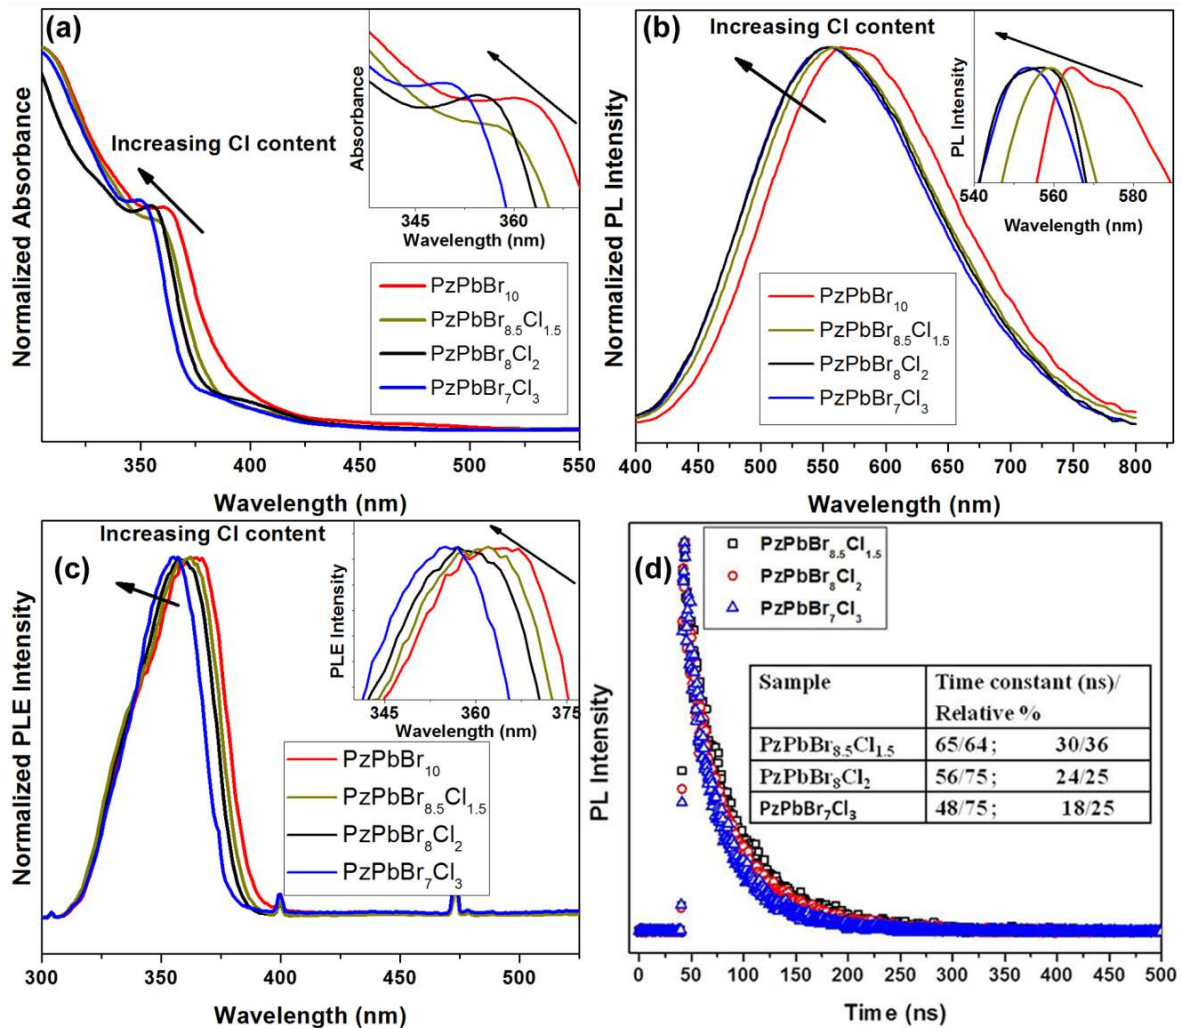 (a)
Increasing Cl content
Normalized Absorbance
350
400
450
500
550
Wavelength (nm)
Absorbance
345
360
Wavelength (nm)
PzPbBr10
PzPbBr8.5Cl1.5
PzPbBr8Cl2
PzPbBr7Cl3
(b)
Increasing Cl content
Normalized PL Intensity
400 450 500 550 600 650 700 750 800
Wavelength (nm)
PL Intensity
540 560 580
Wavelength (nm)
PzPbBr10
PzPbBr8.5Cl1.5
PzPbBr8Cl2
PzPbBr7Cl3
(c)
Increasing Cl content
Normalized PLE Intensity
300 350 400 450 500
Wavelength (nm)
PLE Intensity
345 360 375
Wavelength (nm)
PzPbBr10
PzPbBr8.5Cl1.5
PzPbBr8Cl2
PzPbBr7Cl3
(d)
PzPbBr8.5Cl1.5
PzPbBr8Cl2
PzPbBr7Cl3
Sample Time constant (ns)/
Relative %
PzPbBr8.5Cl1.5 65/64; 30/36
PzPbBr8Cl2 56/75; 24/25
PzPbBr7Cl3 48/75; 18/25
PL Intensity
0 50 100 150 200 250 300 350 400 450 500
Time (ns)